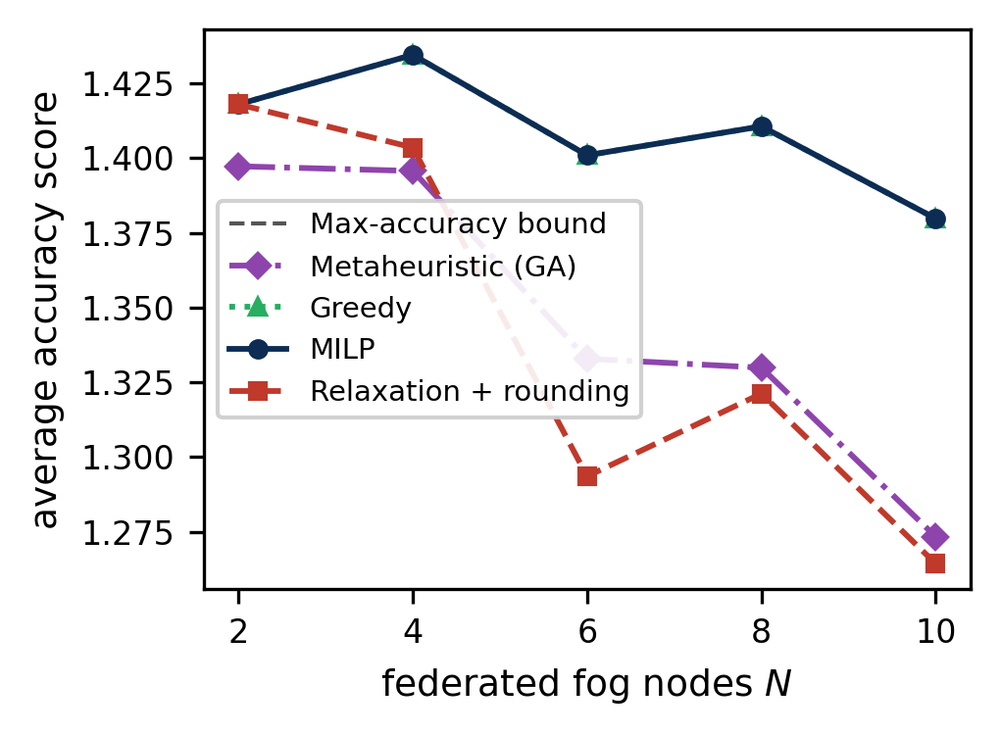 average accuracy score
1.425
1.400
1.375
1.350
1.325
1.300
1.275
Max-accuracy bound
Metaheuristic (GA)
Greedy
MILP
Relaxation + rounding
2 4 6 8 10
federated fog nodes N